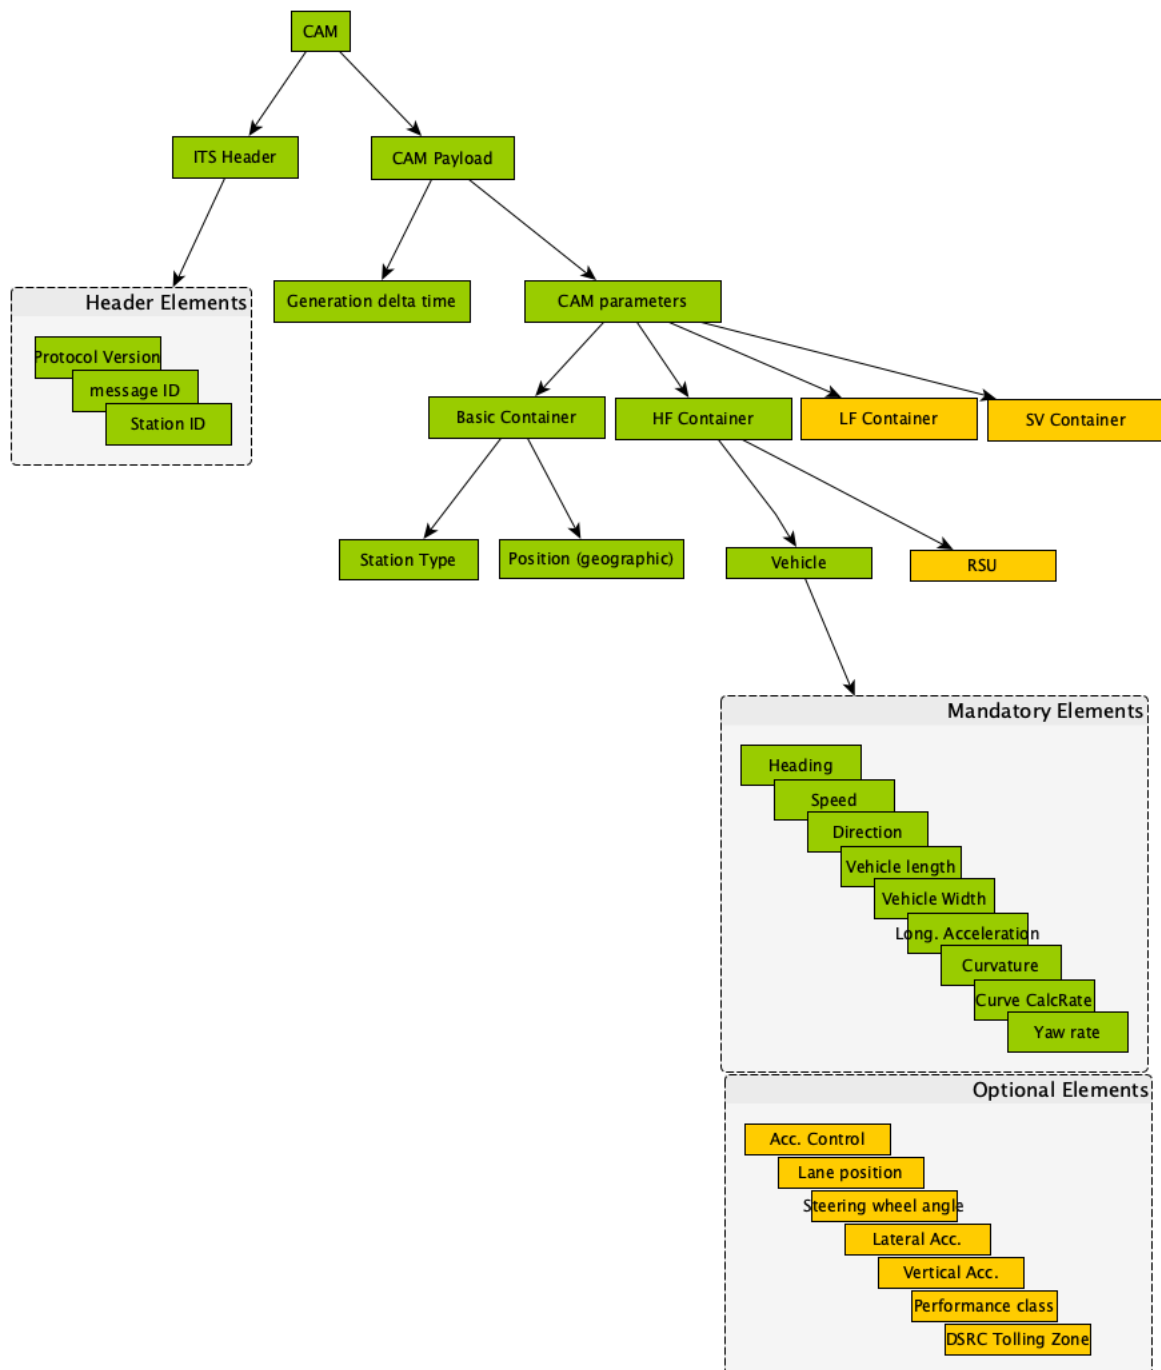 CAM
ITS Header
CAM Payload
Header Elements
Protocol Version
message ID
Station ID
Generation delta time
CAM parameters
Basic Container
HF Container
LF Container
SV Container
Station Type
Position (geographic)
Vehicle
RSU
Mandatory Elements
Heading
Speed
Direction
Vehicle length
Vehicle Width
Long. Acceleration
Curvature
Curve CalcRate
Yaw rate
Optional Elements
Acc. Control
Lane position
Steering wheel angle
Lateral Acc.
Vertical Acc.
Performance class
DSRC Tolling Zone